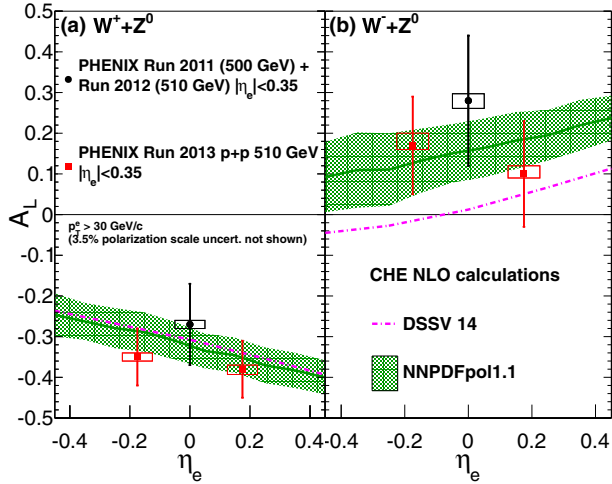 (a) W⁺+Z⁰
PHENIX Run 2011 (500 GeV) +
Run 2012 (510 GeV) |ηₑ|<0.35
PHENIX Run 2013 p+p 510 GeV
|ηₑ|<0.35
p_T^e > 30 GeV/c
(3.5% polarization scale uncert. not shown)
(b) W⁻+Z⁰
CHE NLO calculations
DSSV 14
NNPDFpol1.1
A_L
0.5
0.4
0.3
0.2
0.1
0
-0.1
-0.2
-0.3
-0.4
-0.5
-0.4 -0.2 0 0.2 0.4
-0.4 -0.2 0 0.2 0.4
ηₑ
ηₑ